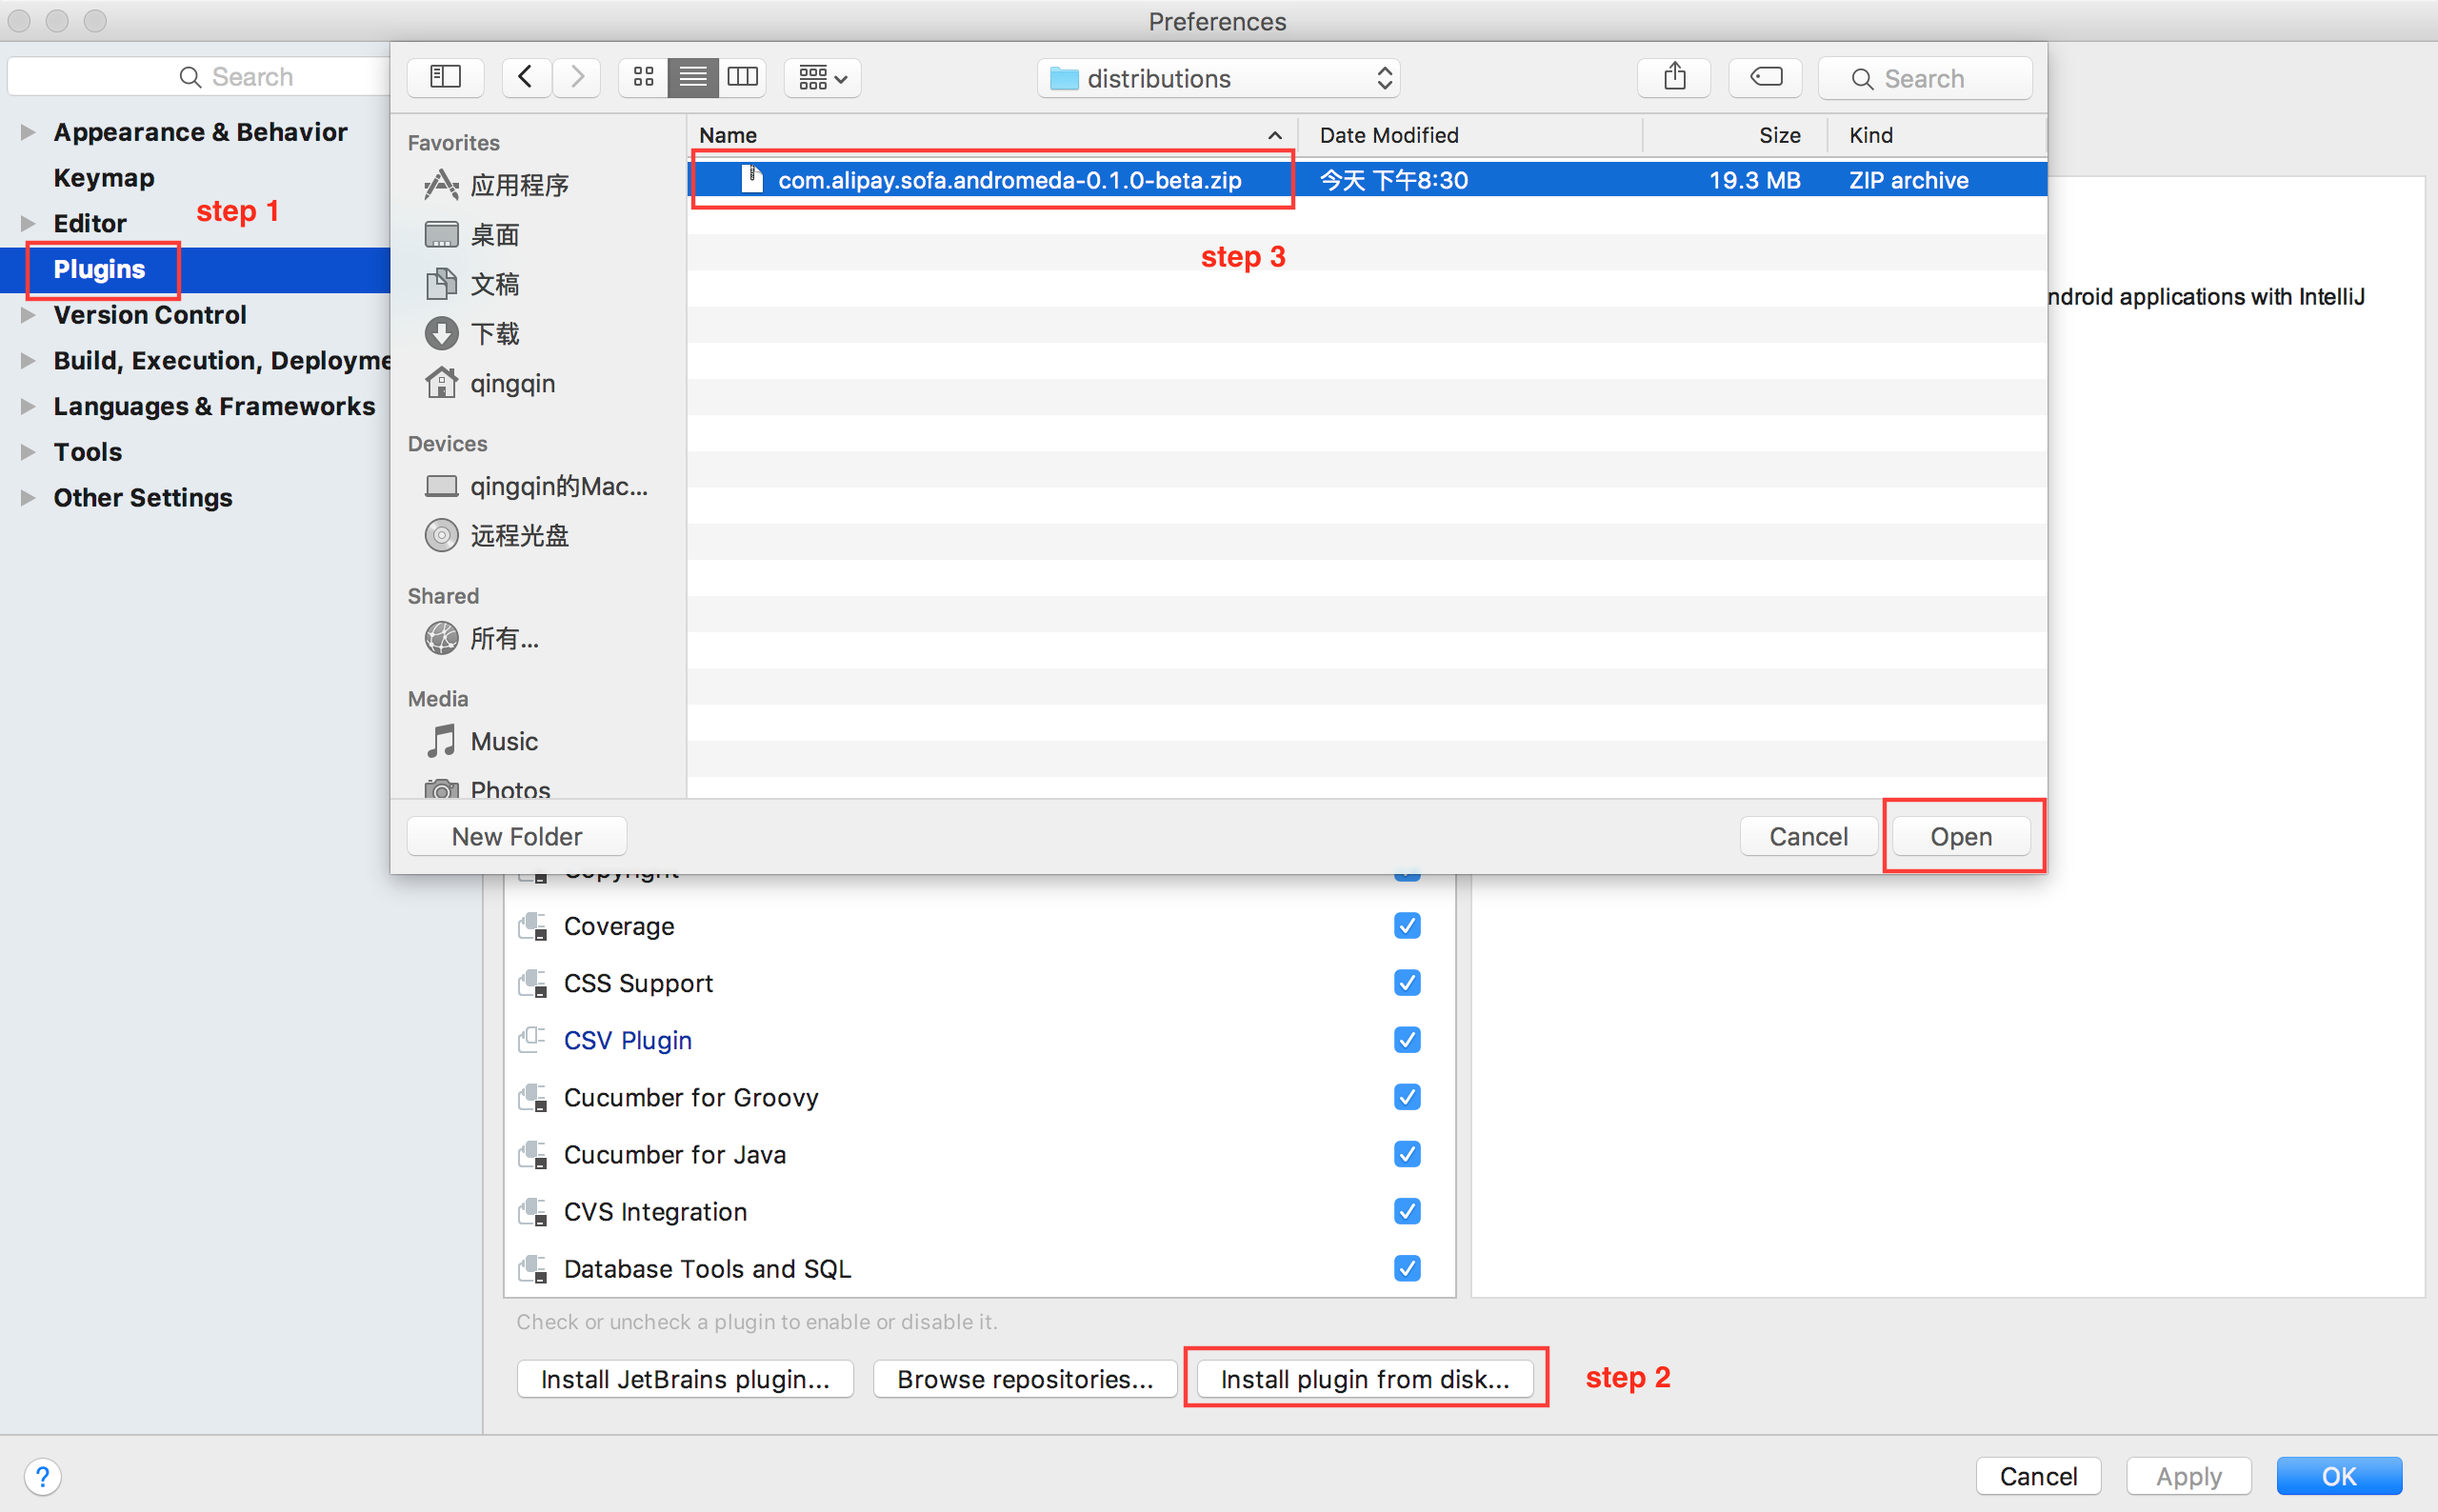 Preferences
Search
Appearance & Behavior
Keymap
Editor
step 1
Plugins
Version Control
Build, Execution, Deployme
Languages & Frameworks
Tools
Other Settings
distributions
Search
Favorites
应用程序
桌面
文稿
下载
qingqin
Devices
qingqin的Mac...
远程光盘
Shared
所有...
Media
Music
Photos
Name Date Modified Size Kind
com.alipay.sofa.andromeda-0.1.0-beta.zip 今天 下午8:30 19.3 MB ZIP archive
step 3
ndroid applications with IntelliJ
New Folder Cancel Open
Copyright
Coverage
CSS Support
CSV Plugin
Cucumber for Groovy
Cucumber for Java
CVS Integration
Database Tools and SQL
Check or uncheck a plugin to enable or disable it.
Install JetBrains plugin... Browse repositories... Install plugin from disk... step 2
? Cancel Apply OK